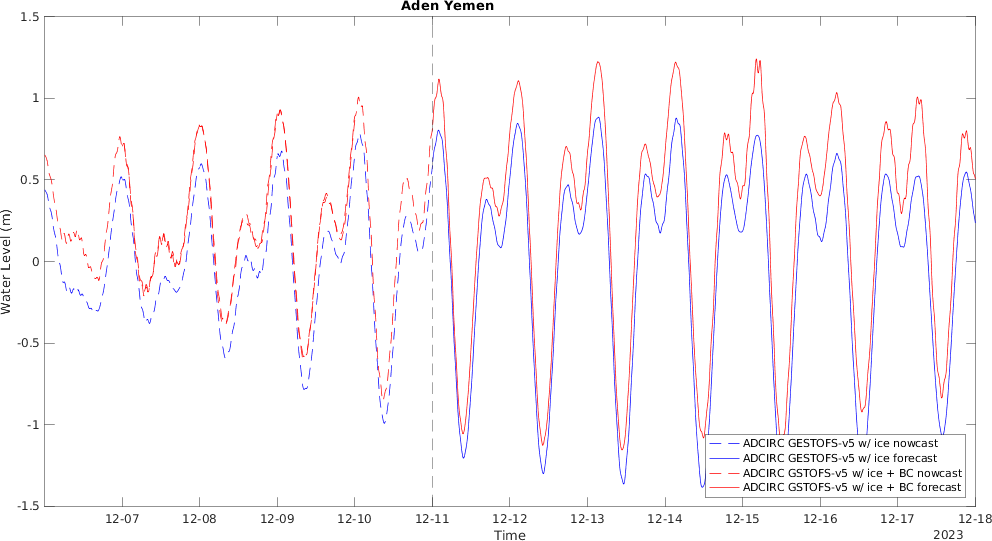 Aden Yemen
1.5
1
0.5
0
-0.5
-1
-1.5
Water Level (m)
ADCIRC GESTOFS-v5 w/ ice nowcast
ADCIRC GESTOFS-v5 w/ ice forecast
ADCIRC GSTOFS-v5 w/ ice + BC nowcast
ADCIRC GSTOFS-v5 w/ ice + BC forecast
12-07 12-08 12-09 12-10 12-11 12-12 12-13 12-14 12-15 12-16 12-17 12-18
Time
2023